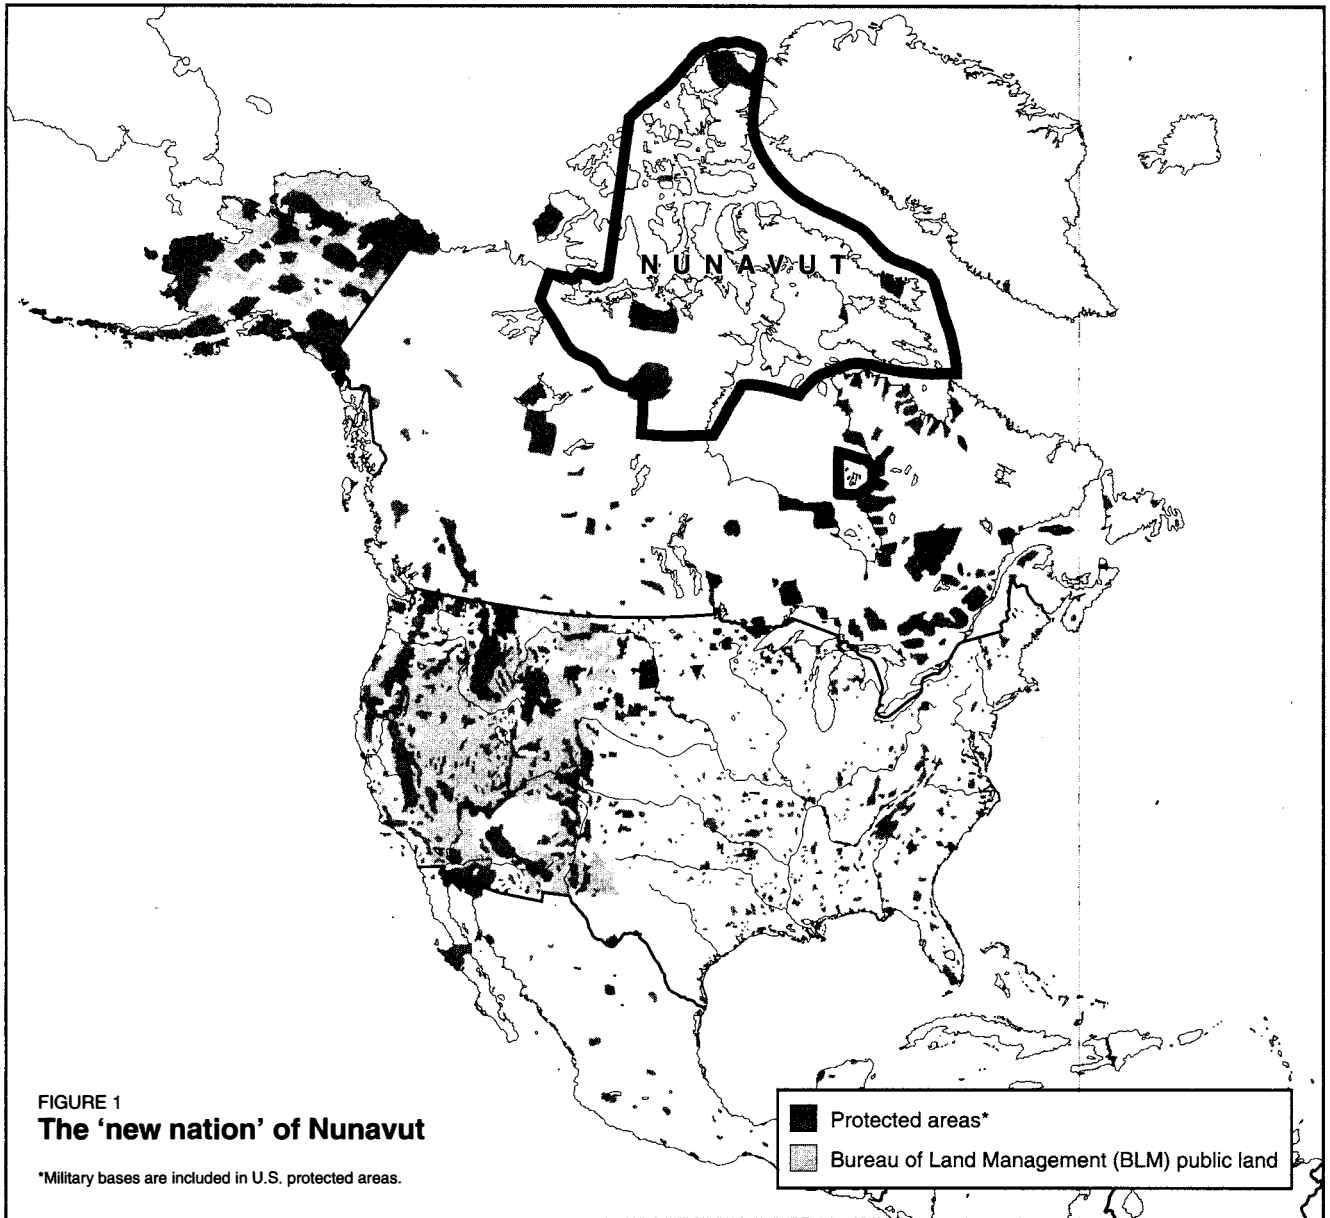 N U N A V U T
FIGURE 1
The ‘new nation’ of Nunavut
*Military bases are included in U.S. protected areas.
Protected areas*
Bureau of Land Management (BLM) public land